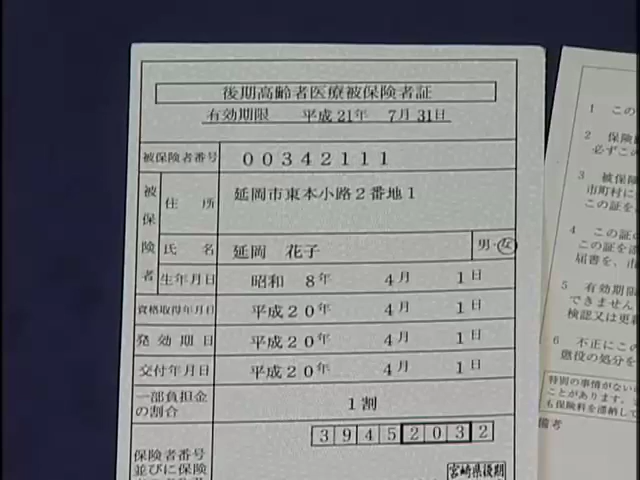 後期高齢者医療被保険者証
有効期限 平成21年 7月31日
被保険者番号 00342111
被保険者
住所 延岡市東本小路2番地1
氏名 延岡 花子 男・女
生年月日 昭和 8年 4月 1日
資格取得年月日 平成20年 4月 1日
発効期日 平成20年 4月 1日
交付年月日 平成20年 4月 1日
一部負担金
の割合 1割
保険者番号 39452032
並びに保険
宮崎県後期
1 この
2 保険
必ずこの
3 被保険
市町村に
この証を
4 この証の
この証を添
届書を、市
5 有効期限
できません
検認又は更新
6 不正にこの
懲役の処分を
特別の事情がない
ことがあります。
も保険料を滞納して
備考